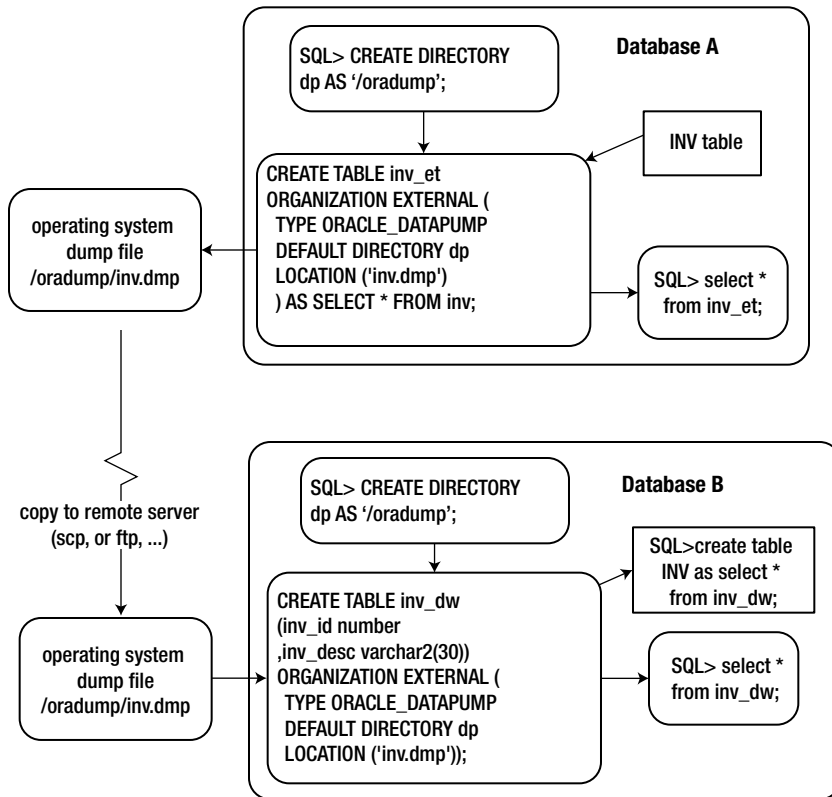 Database A
SQL> CREATE DIRECTORY
dp AS ‘/oradump’;
INV table
CREATE TABLE inv_et
ORGANIZATION EXTERNAL (
TYPE ORACLE_DATAPUMP
DEFAULT DIRECTORY dp
LOCATION ('inv.dmp')
) AS SELECT * FROM inv;
operating system
dump file
/oradump/inv.dmp
SQL> select *
from inv_et;
copy to remote server
(scp, or ftp, ...)
Database B
SQL> CREATE DIRECTORY
dp AS ‘/oradump’;
SQL>create table
INV as select *
from inv_dw;
operating system
dump file
/oradump/inv.dmp
CREATE TABLE inv_dw
(inv_id number
,inv_desc varchar2(30))
ORGANIZATION EXTERNAL (
TYPE ORACLE_DATAPUMP
DEFAULT DIRECTORY dp
LOCATION ('inv.dmp'));
SQL> select *
from inv_dw;